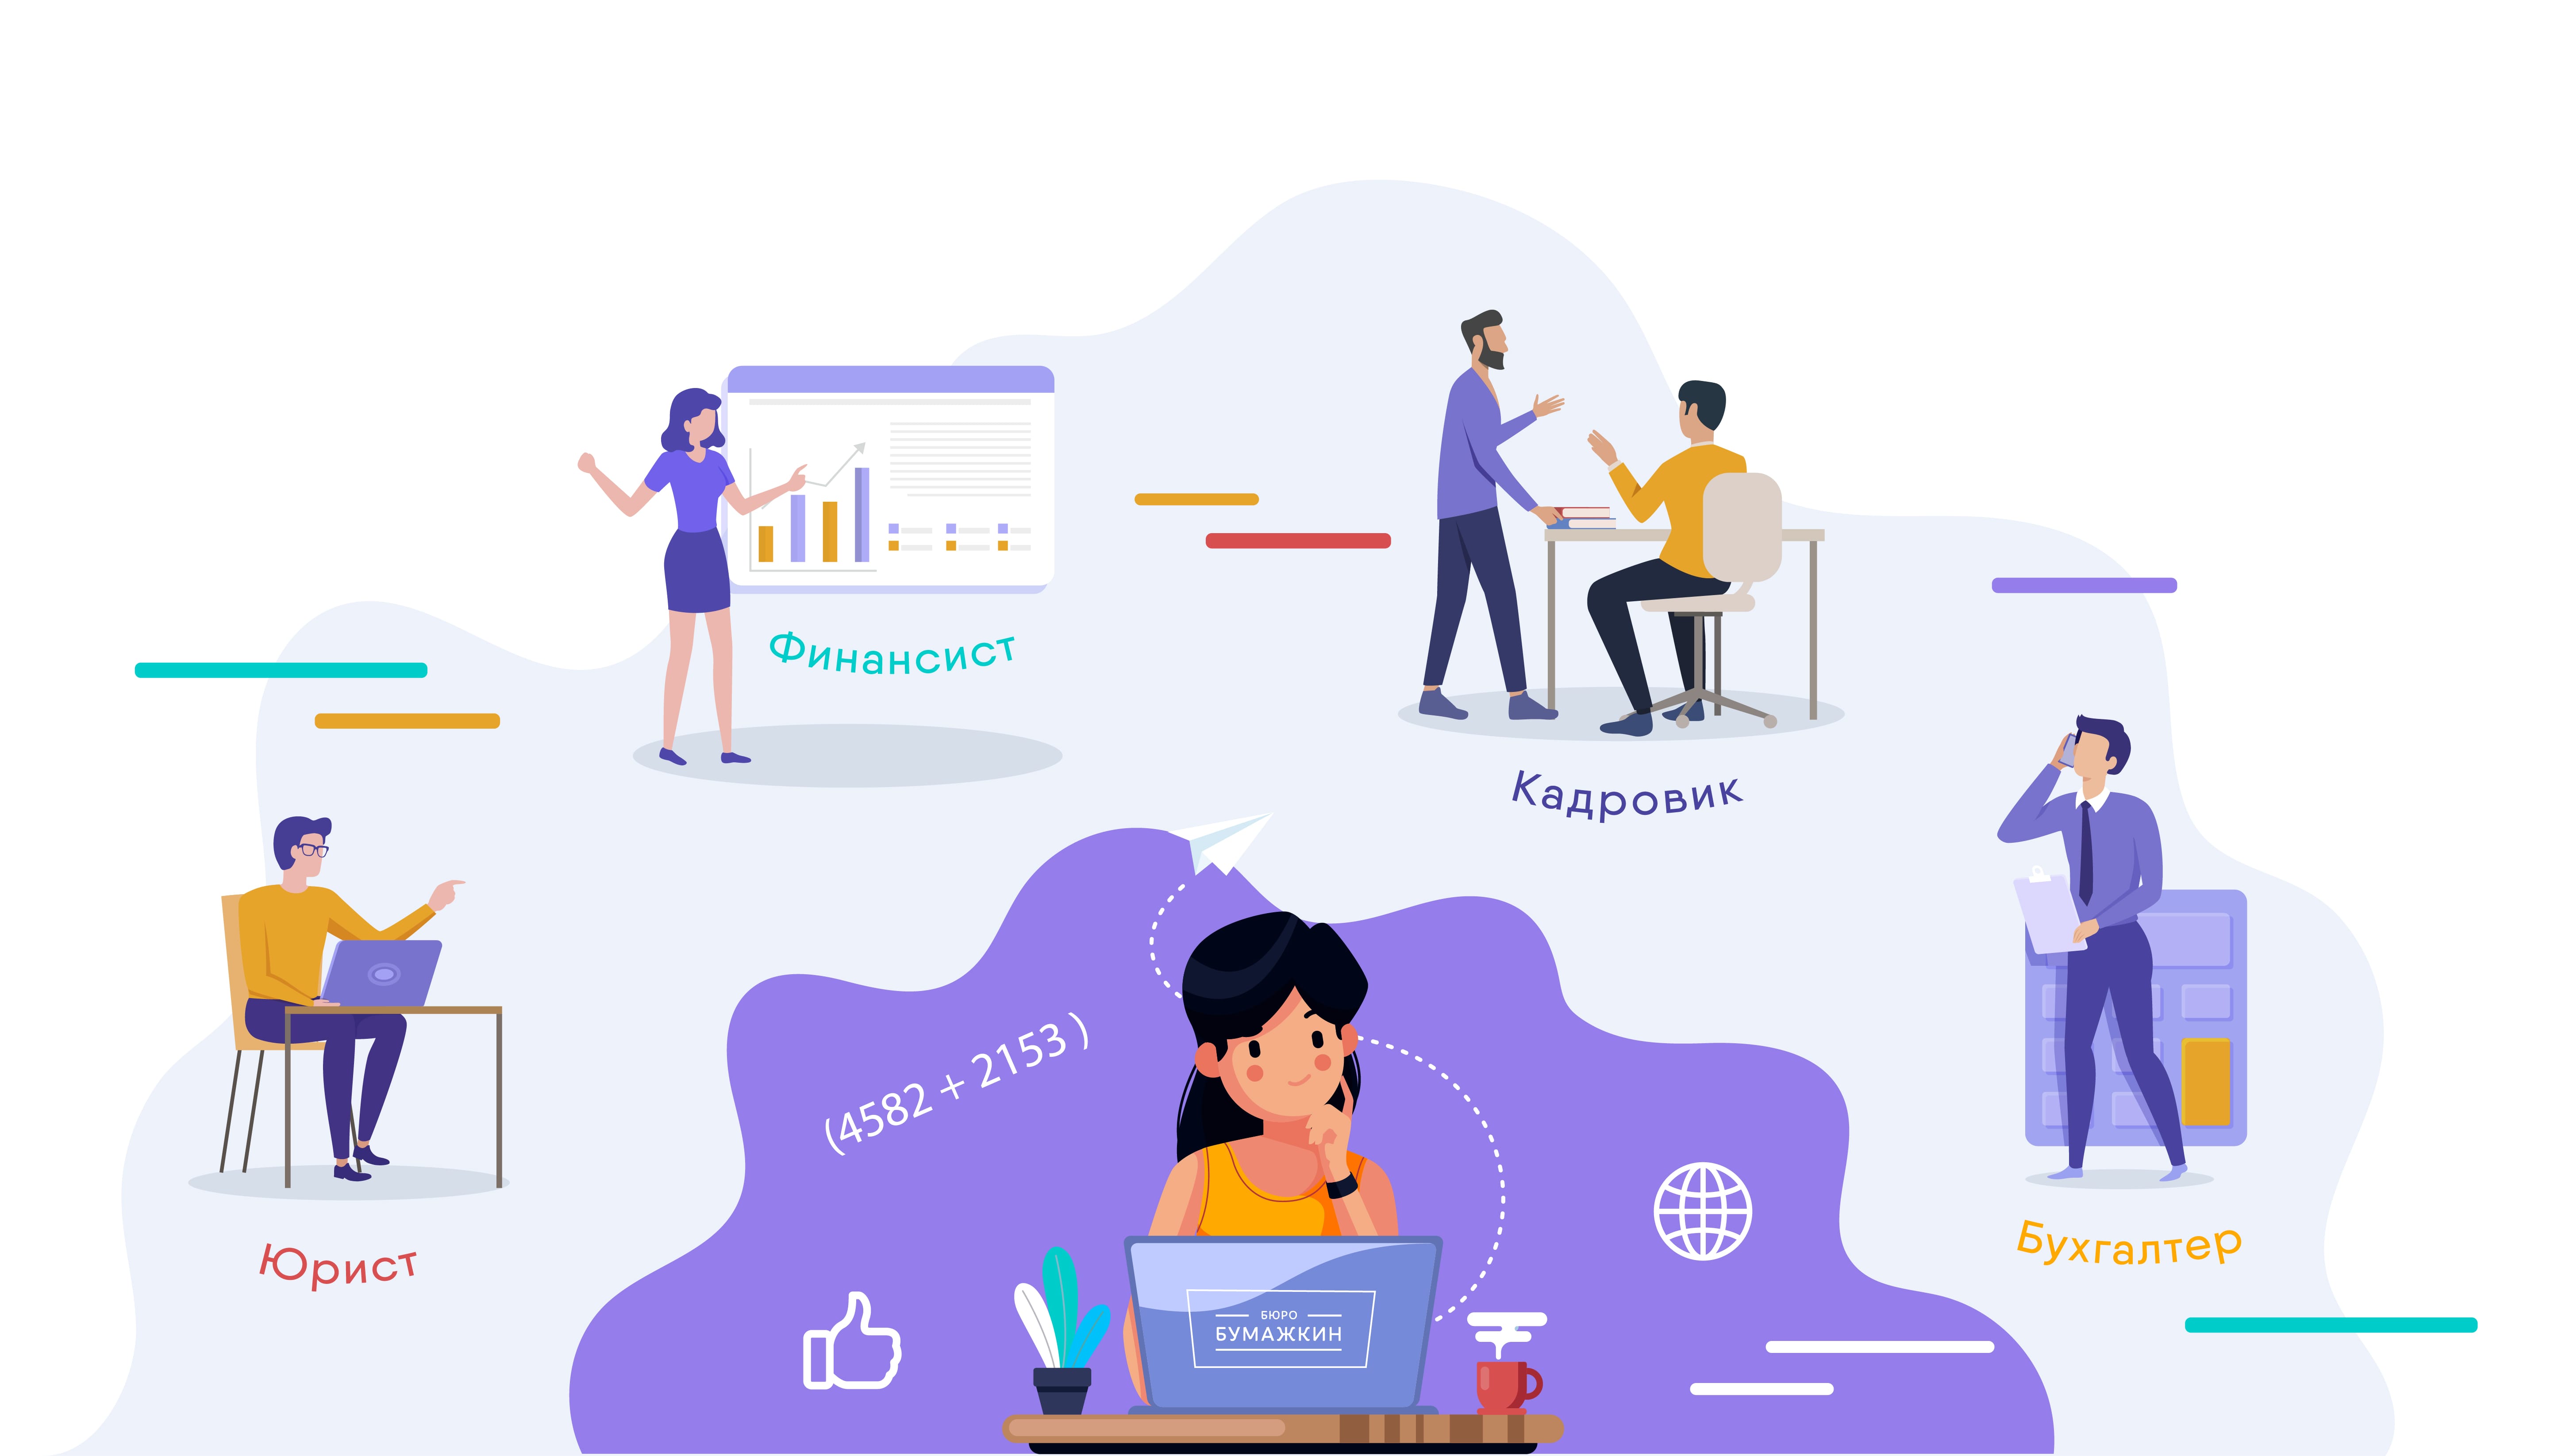 Финансист
Кадровик
Юрист
Бухгалтер
(4582 + 2153 )
БЮРО
БУМАЖКИН